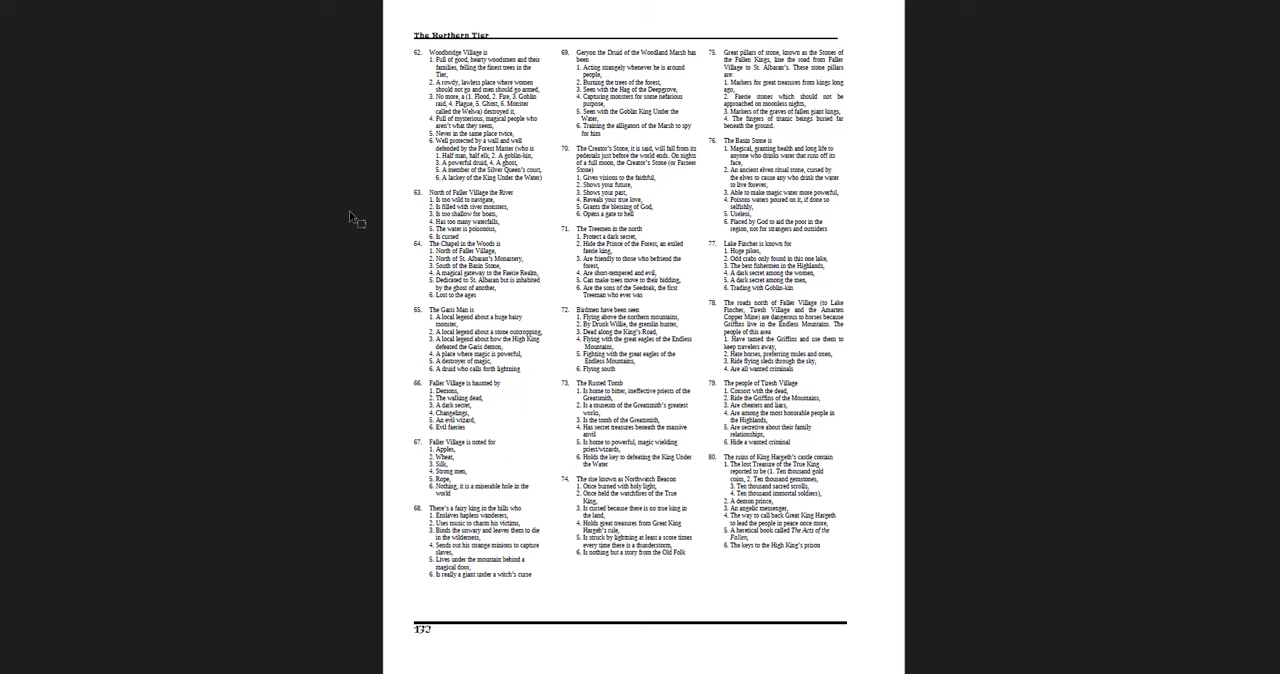 The Northern Tier
62. Woodbridge Village is
1. Full of good, hearty woodsmen and their
families, felling the finest trees in the
Tier,
2. A rowdy, lawless place where women
should not go and men should go armed,
3. No more, a (1. Flood, 2. Fire, 3. Goblin
raid, 4. Plague, 5. Ghost, 6. Monster
called the Welwa) destroyed it,
4. Full of mysterious, magical people who
aren't what they seem,
5. Never in the same place twice,
6. Well protected by a wall and well
defended by the Forest Master (who is
1. Half man, half elk, 2. A goblin-kin,
3. A powerful druid, 4. A ghost,
5. A member of the Silver Queen's court,
6. A lackey of the King Under the Water)
63. North of Faller Village the River
1. Is too wild to navigate,
2. Is filled with river monsters,
3. Is too shallow for boats,
4. Has too many waterfalls,
5. The water is poisonous,
6. Is cursed
64. The Chapel in the Woods is
1. North of Faller Village,
2. North of St. Albaran's Monastery,
3. South of the Basin Stone,
4. A magical gateway to the Faerie Realm,
5. Dedicated to St. Albaran but is inhabited
by the ghost of another,
6. Lost to the ages
65. The Garis Man is
1. A local legend about a huge hairy
monster,
2. A local legend about a stone outcropping,
3. A local legend about how the High King
defeated the Garis demon,
4. A place where magic is powerful,
5. A destroyer of magic,
6. A druid who calls forth lightning
66. Faller Village is haunted by
1. Demons,
2. The walking dead,
3. A dark secret,
4. Changelings,
5. An evil wizard,
6. Evil faeries
67. Faller Village is noted for
1. Apples,
2. Wheat,
3. Silk,
4. Strong men,
5. Rope,
6. Nothing, it is a miserable hole in the
world
68. There's a fairy king in the hills who
1. Enslaves hapless wanderers,
2. Uses music to charm his victims,
3. Binds the unwary and leaves them to die
in the wilderness,
4. Sends out his strange minions to capture
slaves,
5. Lives under the mountain behind a
magical door,
6. Is really a giant under a witch's curse
69. Geryon the Druid of the Woodland Marsh has
been
1. Acting strangely whenever he is around
people,
2. Burning the trees of the forest,
3. Seen with the Hag of the Deepgrove,
4. Capturing monsters for some nefarious
purpose,
5. Seen with the Goblin King Under the
Water,
6. Training the alligators of the Marsh to spy
for him
70. The Creator's Stone, it is said, will fall from its
pedestals just before the world ends. On nights
of a full moon, the Creator's Stone (or Farseer
Stone)
1. Gives visions to the faithful,
2. Shows your future,
3. Shows your past,
4. Reveals your true love,
5. Grants the blessing of God,
6. Opens a gate to hell
71. The Treemen in the north
1. Protect a dark secret,
2. Hide the Prince of the Forest, an exiled
faerie king,
3. Are friendly to those who befriend the
forest,
4. Are short-tempered and evil,
5. Can make trees move to their bidding,
6. Are the sons of the Seedoak, the first
Treeman who ever was
72. Birdmen have been seen
1. Flying above the northern mountains,
2. By Drunk Willie, the gremlin hunter,
3. Dead along the King's Road,
4. Flying with the great eagles of the Endless
Mountains,
5. Fighting with the great eagles of the
Endless Mountains,
6. Flying south
73. The Rusted Tomb
1. Is home to bitter, ineffective priests of the
Greatsmith,
2. Is a museum of the Greatsmith's greatest
works,
3. Is the tomb of the Greatsmith,
4. Has secret treasures beneath the massive
anvil
5. Is home to powerful, magic wielding
priest/wizards,
6. Holds the key to defeating the King Under
the Water
74. The rise known as Northwatch Beacon
1. Once burned with holy light,
2. Once held the watchfires of the True
King,
3. Is cursed because there is no true king in
the land,
4. Holds great treasures from Great King
Hargeth's rule,
5. Is struck by lightning at least a score times
every time there is a thunderstorm,
6. Is nothing but a story from the Old Folk
75. Great pillars of stone, known as the Stones of
the Fallen Kings, line the road from Faller
Village to St. Albaran's. These stone pillars
are:
1. Markers for great treasures from kings long
ago,
2. Faerie stones which should not be
approached on moonless nights,
3. Markers of the graves of fallen giant kings,
4. The fingers of titanic beings buried far
beneath the ground.
76. The Basin Stone is
1. Magical, granting health and long life to
anyone who drinks water that runs off its
face,
2. An ancient elven ritual stone, cursed by
the elves to cause any who drink the water
to live forever,
3. Able to make magic water more powerful,
4. Poisons water poured on it, if done so
selfishly,
5. Useless,
6. Placed by God to aid the poor in the
region, not for strangers and outsiders
77. Lake Fincher is known for
1. Huge pikes,
2. Odd crabs only found in this one lake,
3. The best fishermen in the Highlands,
4. A dark secret among the women,
5. A dark secret among the men,
6. Trading with Goblin-kin
78. The roads north of Faller Village (to Lake
Fincher, Tiresh Village and the Amarten
Copper Mine) are dangerous to horses because
Griffins live in the Endless Mountains. The
people of this area
1. Have tamed the Griffins and use them to
keep travelers away,
2. Hate horses, preferring mules and oxen,
3. Ride flying sleds through the sky,
4. Are all wanted criminals
79. The people of Tiresh Village
1. Consort with the dead,
2. Ride the Griffins of the Mountains,
3. Are cheaters and liars,
4. Are among the most honorable people in
the Highlands,
5. Are secretive about their family
relationships,
6. Hide a wanted criminal
80. The ruins of King Hargeth's castle contain
1. The lost Treasure of the True King
reported to be (1. Ten thousand gold
coins, 2. Ten thousand gemstones,
3. Ten thousand sacred scrolls,
4. Ten thousand immortal soldiers),
2. A demon prince,
3. An angelic messenger,
4. The way to call back Great King Hargeth
to lead the people in peace once more,
5. A heretical book called The Acts of the
Fallen,
6. The keys to the High King's prison
132